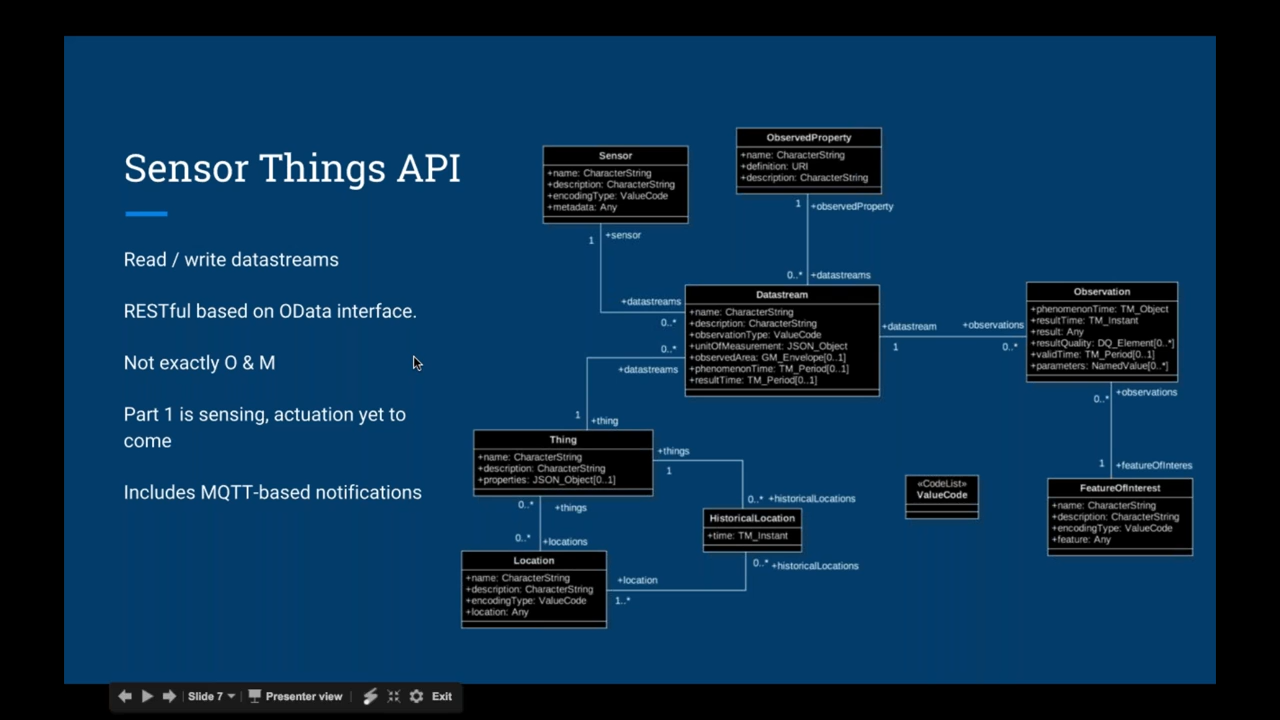 Sensor Things API
Read / write datastreams
RESTful based on OData interface.
Not exactly O & M
Part 1 is sensing, actuation yet to
come
Includes MQTT-based notifications
Sensor
+name: CharacterString
+description: CharacterString
+encodingType: ValueCode
+metadata: Any
ObservedProperty
+name: CharacterString
+definition: URI
+description: CharacterString
1 +sensor
1 +observedProperty
+datastreams
0..*
0..* +datastreams
Datastream
+name: CharacterString
+description: CharacterString
+observationType: ValueCode
+unitOfMeasurement: JSON_Object
+observedArea: GM_Envelope[0..1]
+phenomenonTime: TM_Period[0..1]
+resultTime: TM_Period[0..1]
+datastream +observations
1 0..*
Observation
+phenomenonTime: TM_Object
+resultTime: TM_Instant
+result: Any
+resultQuality: DQ_Element[0..*]
+validTime: TM_Period[0..1]
+parameters: NamedValue[0..*]
0..*
+datastreams
1 +thing
0..* +observations
1 +featureOfInteres
Thing
+name: CharacterString
+description: CharacterString
+properties: JSON_Object[0..1]
+things
1
0..* +historicalLocations
HistoricalLocation
+time: TM_Instant
0..* +historicalLocations
0..* +things
0..* +locations
Location
+name: CharacterString
+description: CharacterString
+encodingType: ValueCode
+location: Any
+location
1..*
«CodeList»
ValueCode
FeatureOfInterest
+name: CharacterString
+description: CharacterString
+encodingType: ValueCode
+feature: Any
Slide 7 Presenter view Exit